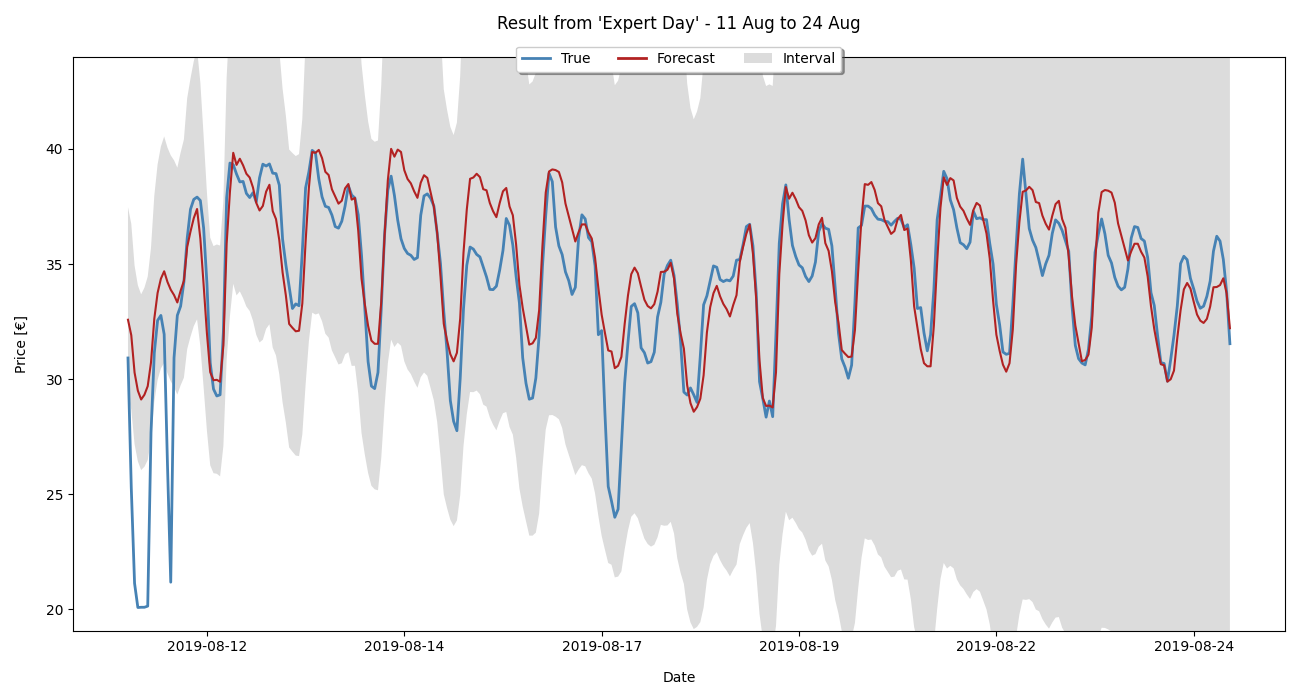 Result from 'Expert Day' - 11 Aug to 24 Aug
True Forecast Interval
40
35
30
25
20
Price [€]
2019-08-12 2019-08-14 2019-08-17 2019-08-19 2019-08-22 2019-08-24
Date